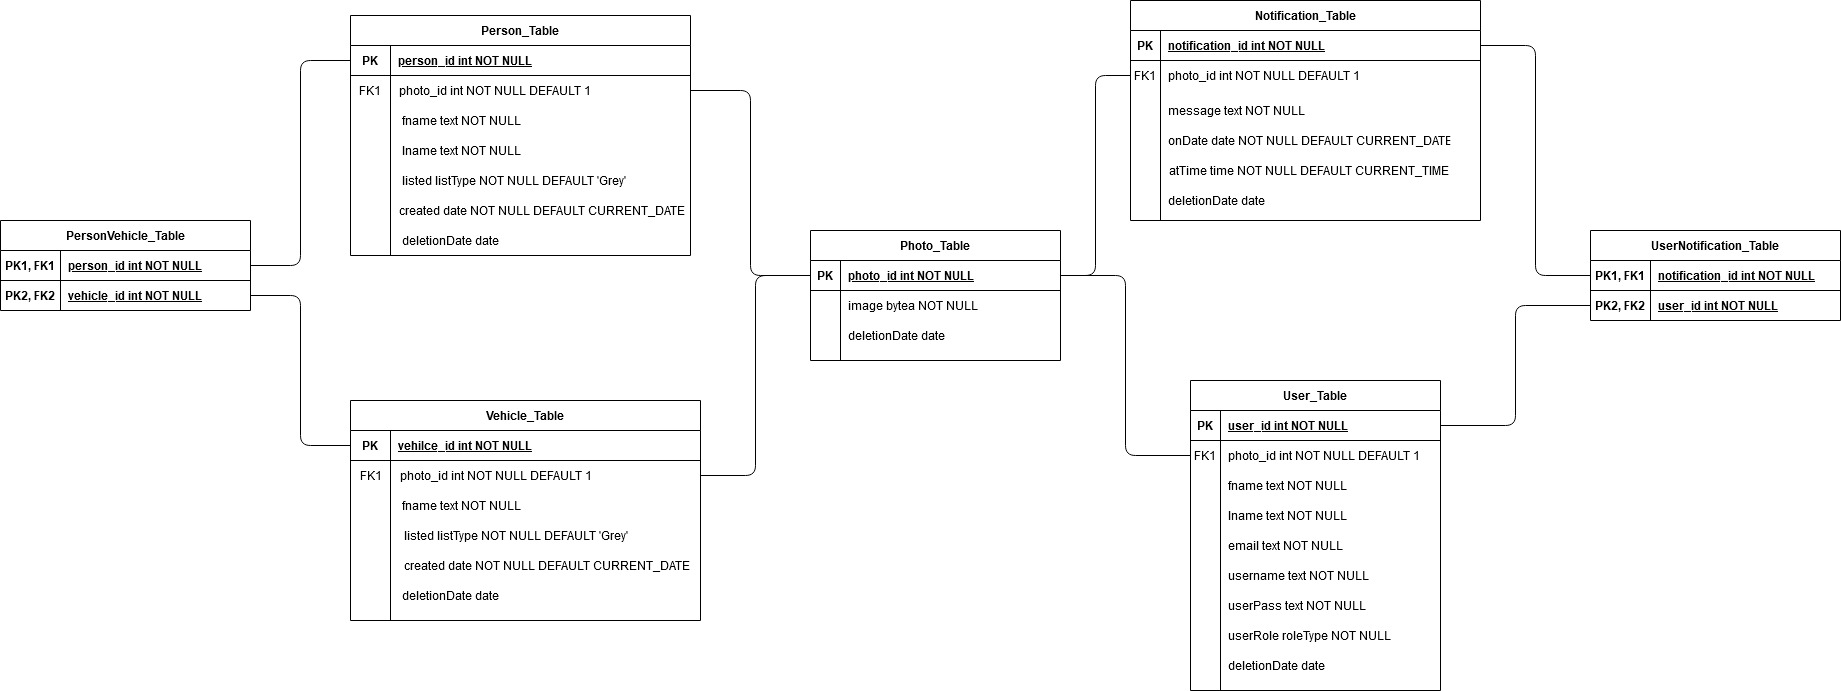 Person_Table
PK person_id int NOT NULL
FK1 photo_id int NOT NULL DEFAULT 1
fname text NOT NULL
lname text NOT NULL
listed listType NOT NULL DEFAULT 'Grey'
created date NOT NULL DEFAULT CURRENT_DATE
deletionDate date
Notification_Table
PK notification_id int NOT NULL
FK1 photo_id int NOT NULL DEFAULT 1
message text NOT NULL
onDate date NOT NULL DEFAULT CURRENT_DATE
atTime time NOT NULL DEFAULT CURRENT_TIME
deletionDate date
PersonVehicle_Table
PK1, FK1 person_id int NOT NULL
PK2, FK2 vehicle_id int NOT NULL
Photo_Table
PK photo_id int NOT NULL
image bytea NOT NULL
deletionDate date
UserNotification_Table
PK1, FK1 notification_id int NOT NULL
PK2, FK2 user_id int NOT NULL
Vehicle_Table
PK vehilce_id int NOT NULL
FK1 photo_id int NOT NULL DEFAULT 1
fname text NOT NULL
listed listType NOT NULL DEFAULT 'Grey'
created date NOT NULL DEFAULT CURRENT_DATE
deletionDate date
User_Table
PK user_id int NOT NULL
FK1 photo_id int NOT NULL DEFAULT 1
fname text NOT NULL
lname text NOT NULL
email text NOT NULL
username text NOT NULL
userPass text NOT NULL
userRole roleType NOT NULL
deletionDate date